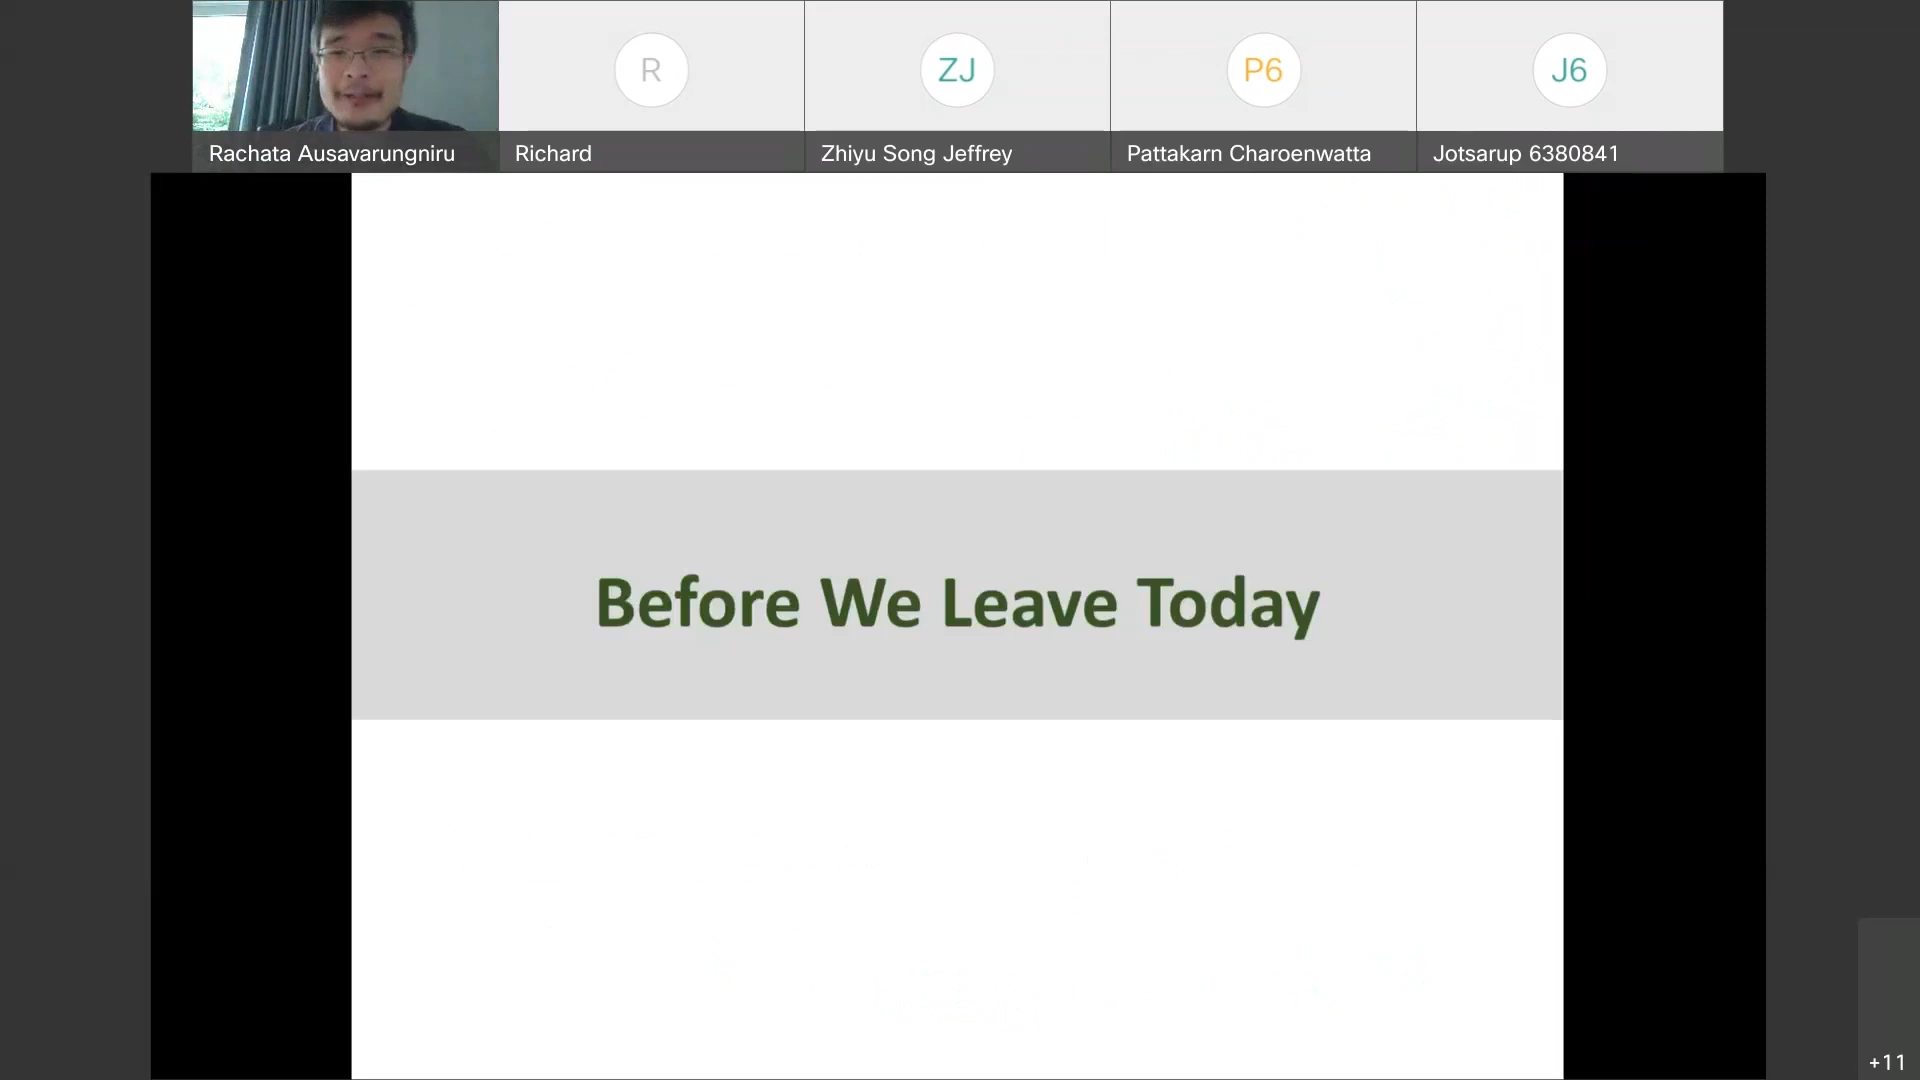 R
ZJ
P6
J6
Rachata Ausavarungniru
Richard
Zhiyu Song Jeffrey
Pattakarn Charoenwatta
Jotsarup 6380841
Before We Leave Today
+11